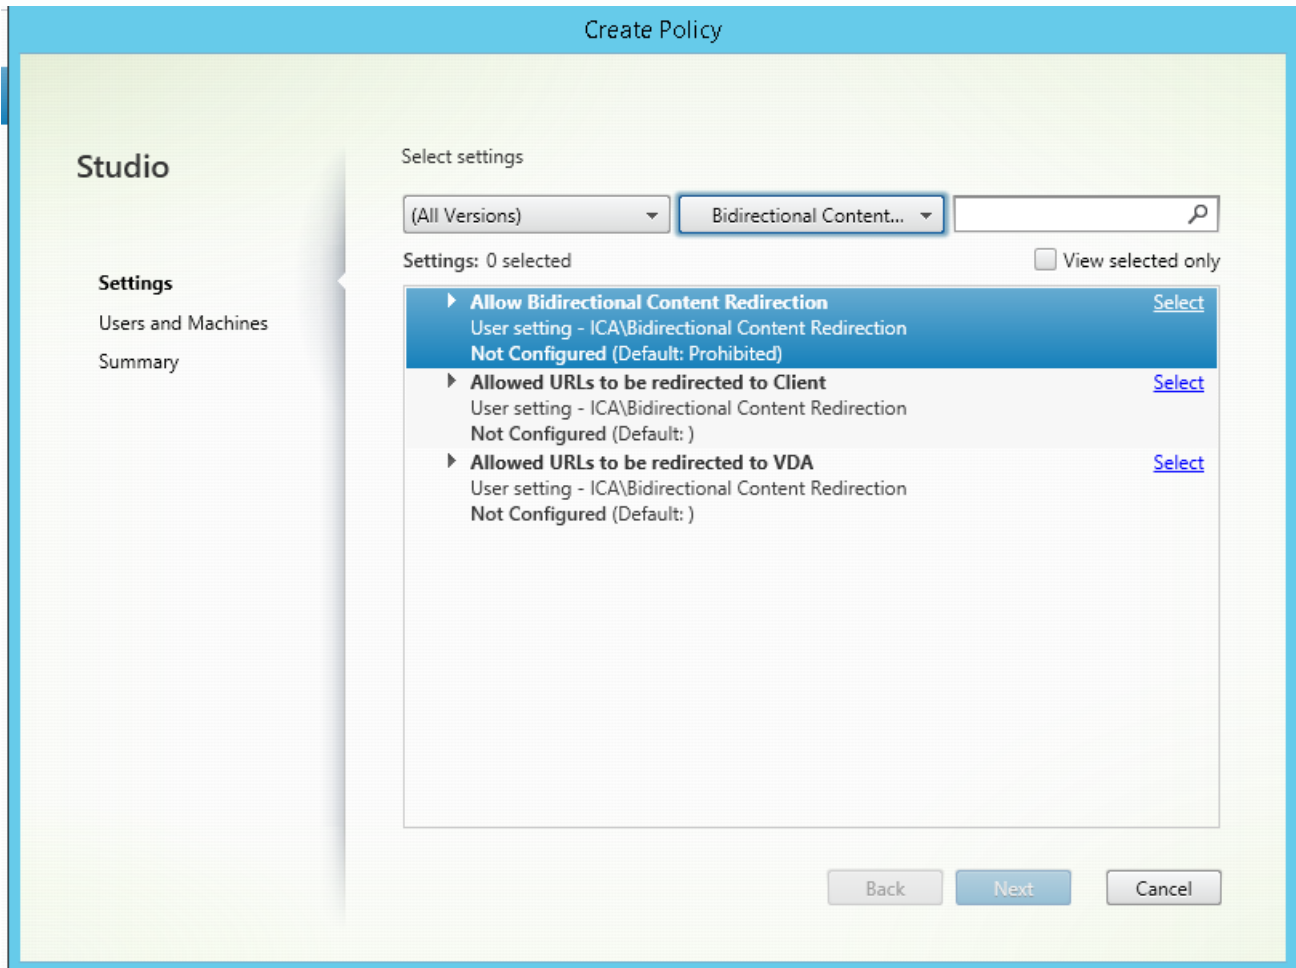 Create Policy
Studio
Settings
Users and Machines
Summary
Select settings
(All Versions)
Bidirectional Content...
Settings: 0 selected
View selected only
Allow Bidirectional Content Redirection Select
User setting - ICA\Bidirectional Content Redirection
Not Configured (Default: Prohibited)
Allowed URLs to be redirected to Client Select
User setting - ICA\Bidirectional Content Redirection
Not Configured (Default: )
Allowed URLs to be redirected to VDA Select
User setting - ICA\Bidirectional Content Redirection
Not Configured (Default: )
Back Next Cancel